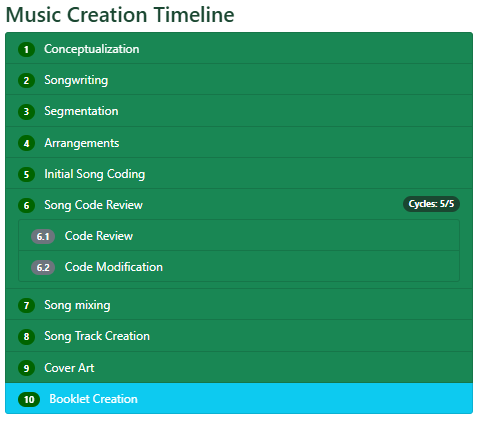 Music Creation Timeline
1 Conceptualization
2 Songwriting
3 Segmentation
4 Arrangements
5 Initial Song Coding
6 Song Code Review Cycles: 5/5
6.1 Code Review
6.2 Code Modification
7 Song mixing
8 Song Track Creation
9 Cover Art
10 Booklet Creation